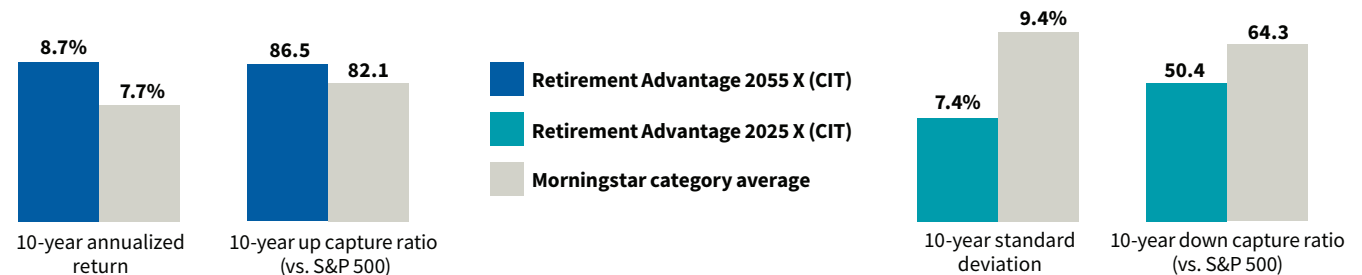 8.7%
7.7%
10-year annualized
return
86.5
82.1
10-year up capture ratio
(vs. S&P 500)
Retirement Advantage 2055 X (CIT)
Retirement Advantage 2025 X (CIT)
Morningstar category average
7.4%
9.4%
10-year standard
deviation
50.4
64.3
10-year down capture ratio
(vs. S&P 500)